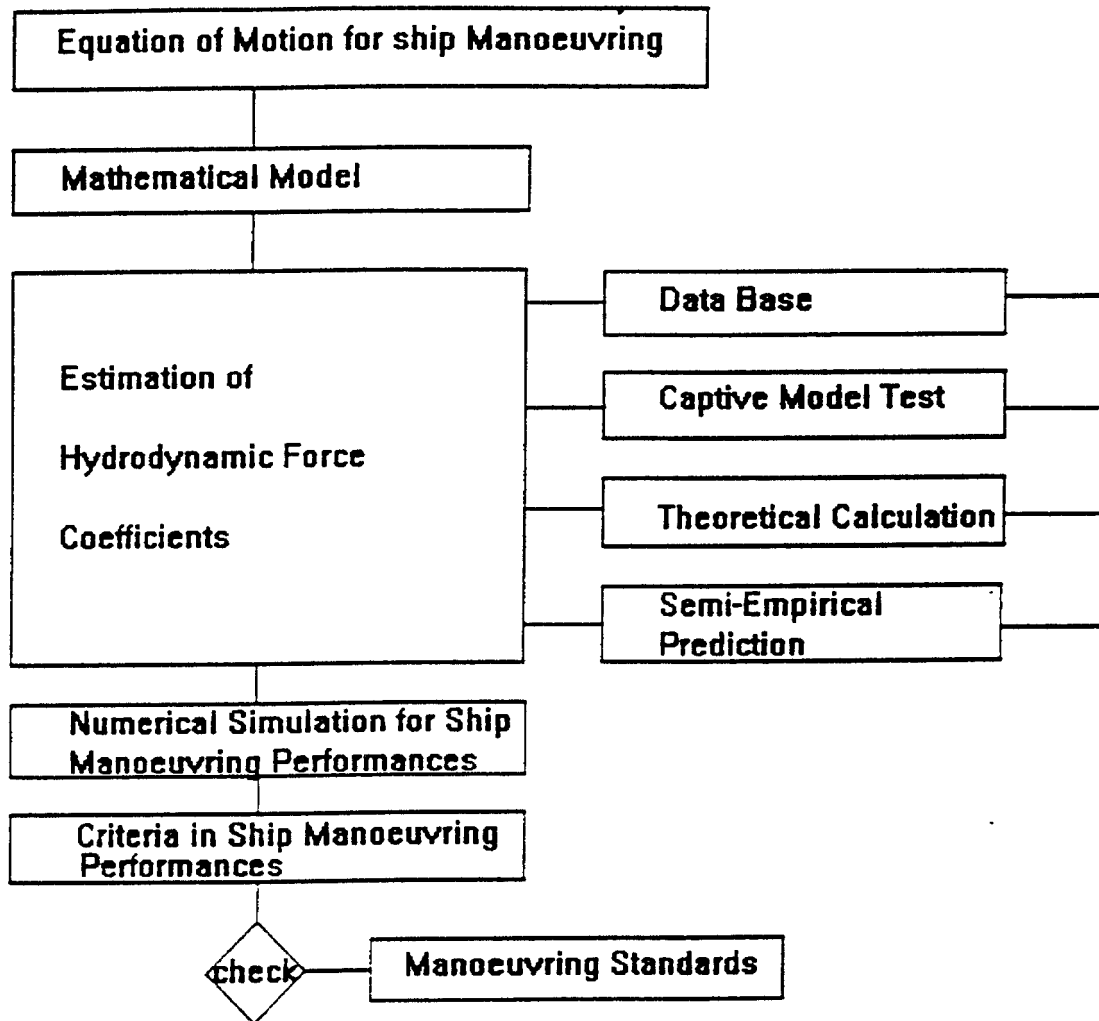 Equation of Motion for ship Manoeuvring
Mathematical Model
Estimation of
Hydrodynamic Force
Coefficients
Data Base
Captive Model Test
Theoretical Calculation
Semi-Empirical
Prediction
Numerical Simulation for Ship
Manoeuvring Performances
Criteria in Ship Manoeuvring
Performances
check
Manoeuvring Standards